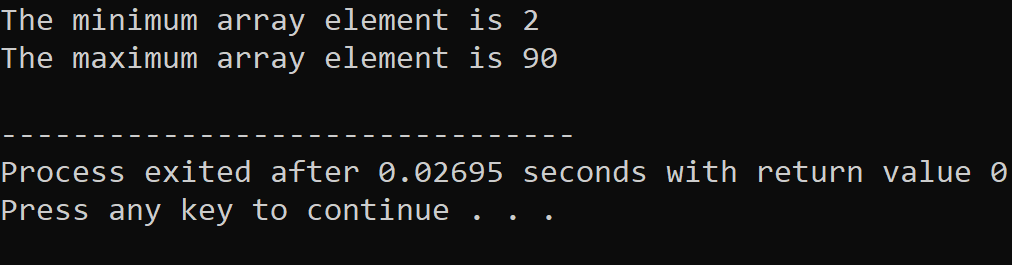 The minimum array element is 2
The maximum array element is 90
--------------------------------
Process exited after 0.02695 seconds with return value 0
Press any key to continue . . .